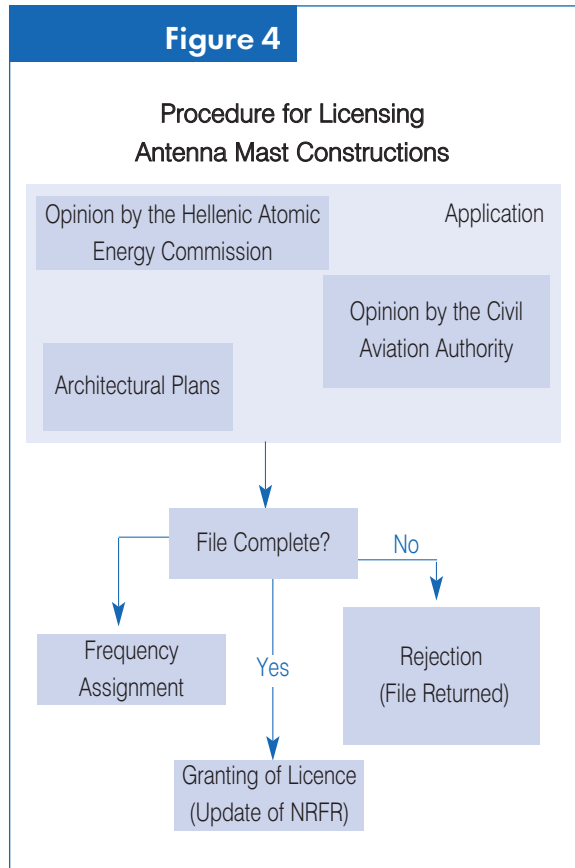 Figure 4
Procedure for Licensing
Antenna Mast Constructions
Opinion by the Hellenic Atomic
Energy Commission
Application
Opinion by the Civil
Aviation Authority
Architectural Plans
File Complete?
No
Frequency
Assignment
Yes
Rejection
(File Returned)
Granting of Licence
(Update of NRFR)